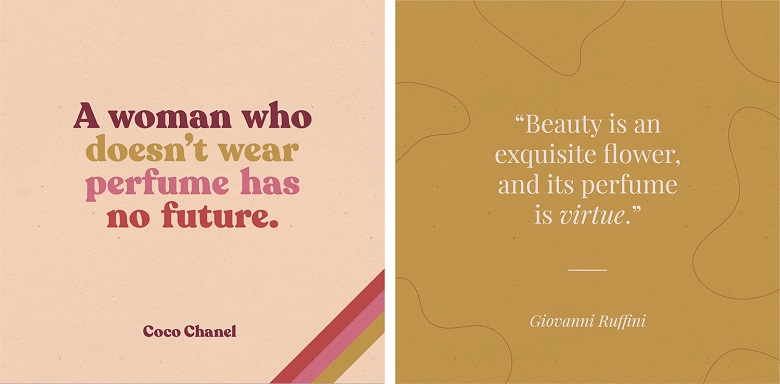 A woman who
doesn’t wear
perfume has
no future.
Coco Chanel
“Beauty is an
exquisite flower,
and its perfume
is virtue.”
Giovanni Ruffini